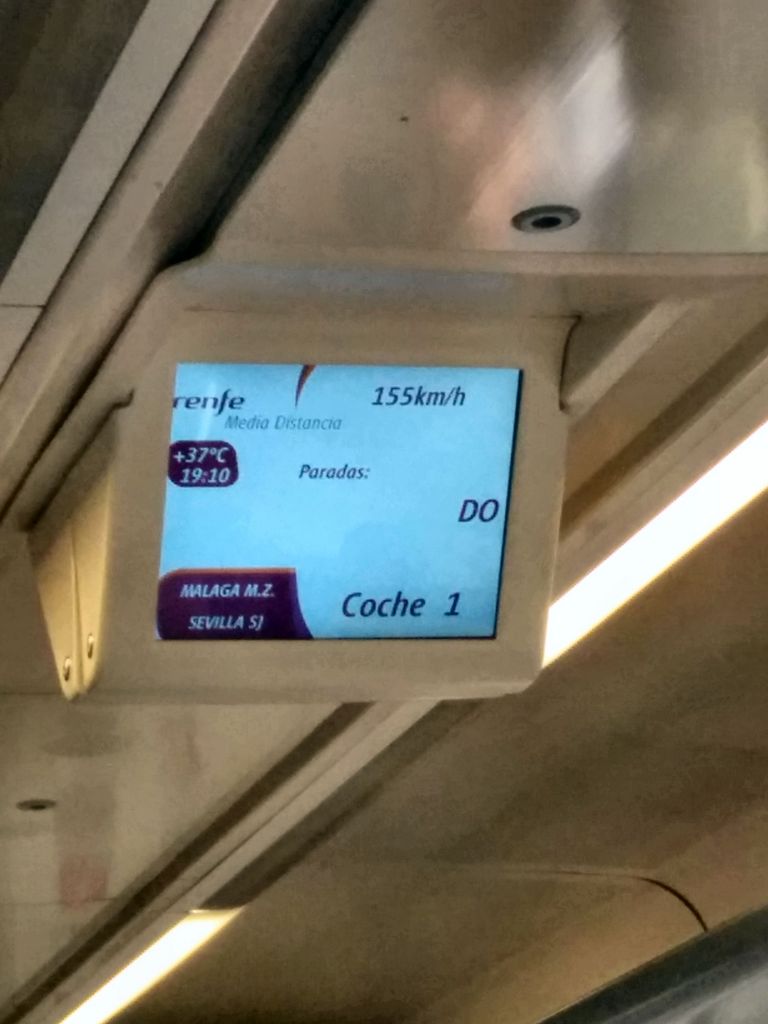 renfe
Media Distancia
155km/h
+37ºC
19:10
Paradas:
DO
MALAGA M.Z.
SEVILLA SJ
Coche 1